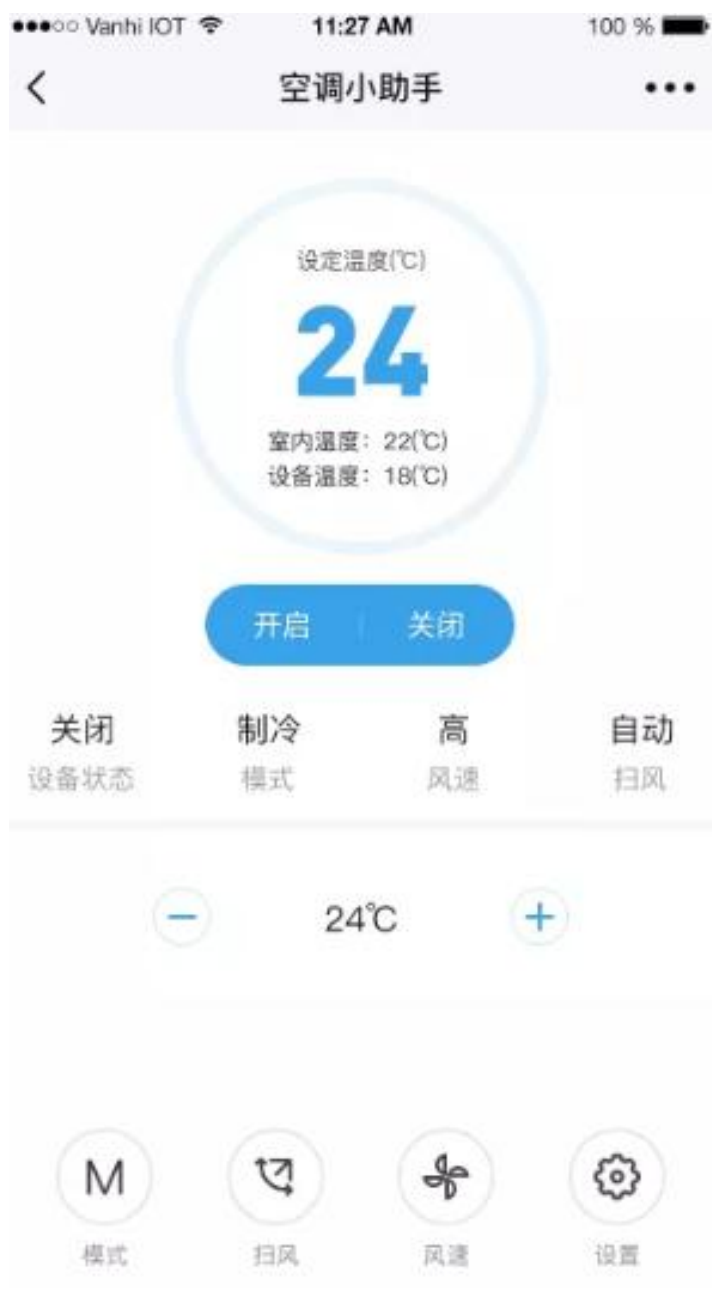 Vanhi IOT 11:27 AM 100 %
空调小助手
设定温度(℃)
24
室内温度：22(℃)
设备温度：18(℃)
开启 关闭
关闭 制冷 高 自动
设备状态 模式 风速 扫风
24℃
M
模式 扫风 风速 设置